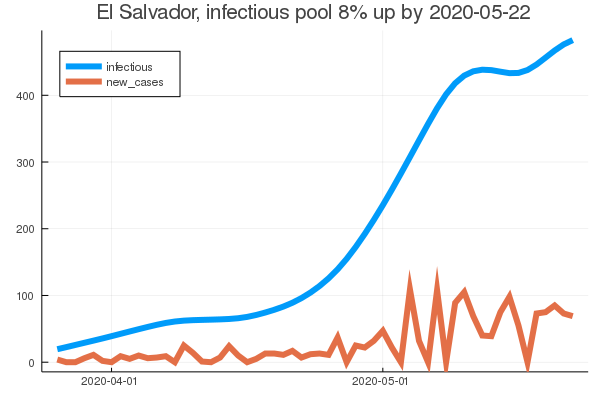 El Salvador, infectious pool 8% up by 2020-05-22
infectious
new_cases
400
300
200
100
0
2020-04-01
2020-05-01